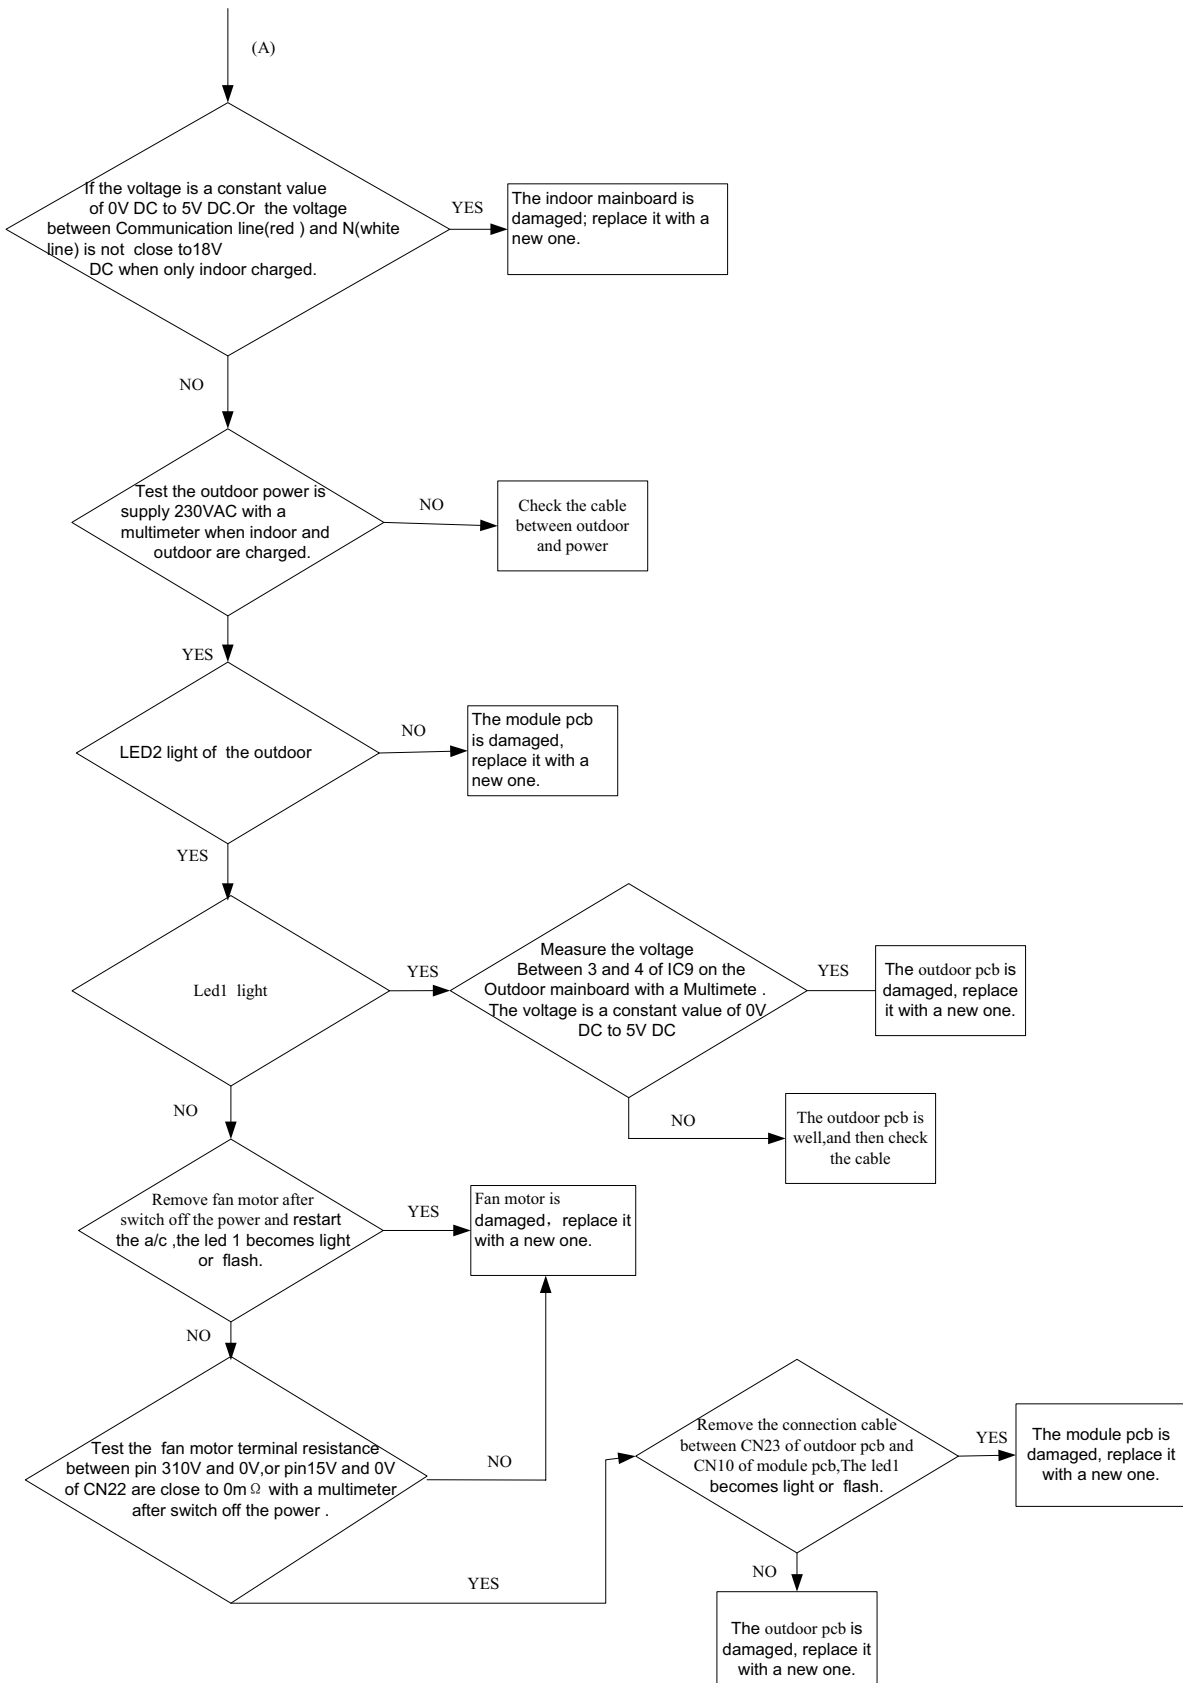 (A)
If the voltage is a constant value
of 0V DC to 5V DC.Or the voltage
between Communication line(red ) and N(white
line) is not close to18V
DC when only indoor charged.
YES
The indoor mainboard is
damaged; replace it with a
new one.
NO
Test the outdoor power is
supply 230VAC with a
multimeter when indoor and
outdoor are charged.
NO
Check the cable
between outdoor
and power
YES
LED2 light of the outdoor
NO
The module pcb
is damaged,
replace it with a
new one.
YES
Led1 light
YES
Measure the voltage
Between 3 and 4 of IC9 on the
Outdoor mainboard with a Multimete .
The voltage is a constant value of 0V
DC to 5V DC
YES
The outdoor pcb is
damaged, replace
it with a new one.
NO
NO
The outdoor pcb is
well,and then check
the cable
Remove fan motor after
switch off the power and restart
the a/c ,the led 1 becomes light
or flash.
YES
Fan motor is
damaged，replace it
with a new one.
NO
Test the fan motor terminal resistance
between pin 310V and 0V,or pin15V and 0V
of CN22 are close to 0mΩ with a multimeter
after switch off the power .
NO
YES
Remove the connection cable
between CN23 of outdoor pcb and
CN10 of module pcb,The led1
becomes light or flash.
YES
The module pcb is
damaged, replace it
with a new one.
NO
The outdoor pcb is
damaged, replace it
with a new one.